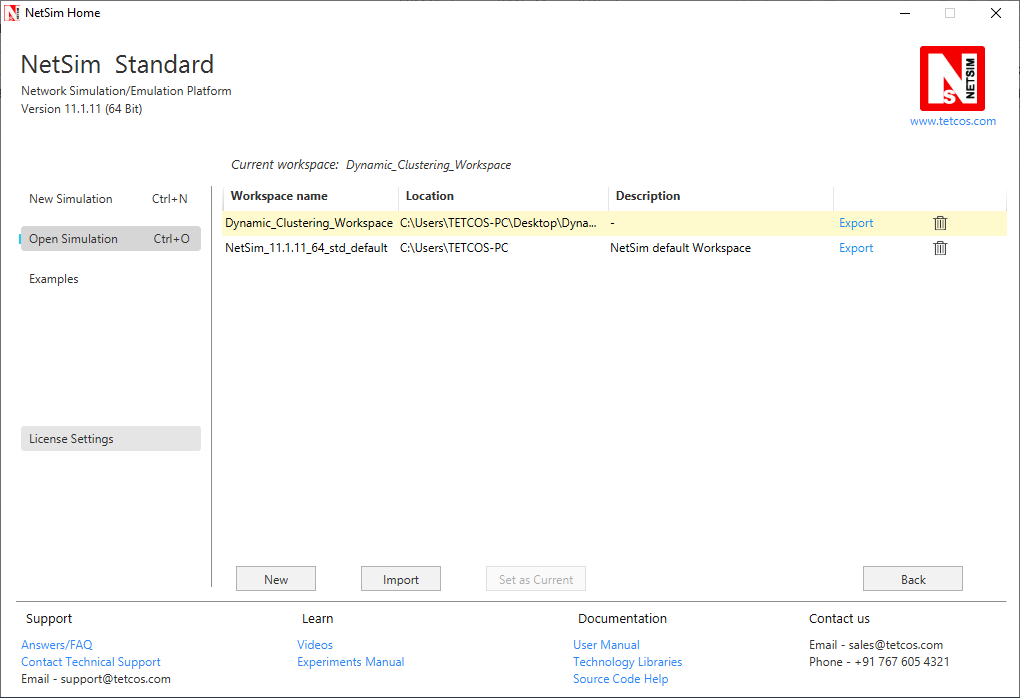 NetSim Home
NetSim Standard
Network Simulation/Emulation Platform
Version 11.1.11 (64 Bit)
NS NETSIM
www.tetcos.com
Current workspace: Dynamic_Clustering_Workspace
New Simulation Ctrl+N
Open Simulation Ctrl+O
Examples
License Settings
Workspace name Location Description
Dynamic_Clustering_Workspace C:\Users\TETCOS-PC\Desktop\Dyna... - Export
NetSim_11.1.11_64_std_default C:\Users\TETCOS-PC NetSim default Workspace Export
New Import Set as Current Back
Support Learn Documentation Contact us
Answers/FAQ Videos User Manual Email - sales@tetcos.com
Contact Technical Support Experiments Manual Technology Libraries Phone - +91 767 605 4321
Email - support@tetcos.com Source Code Help